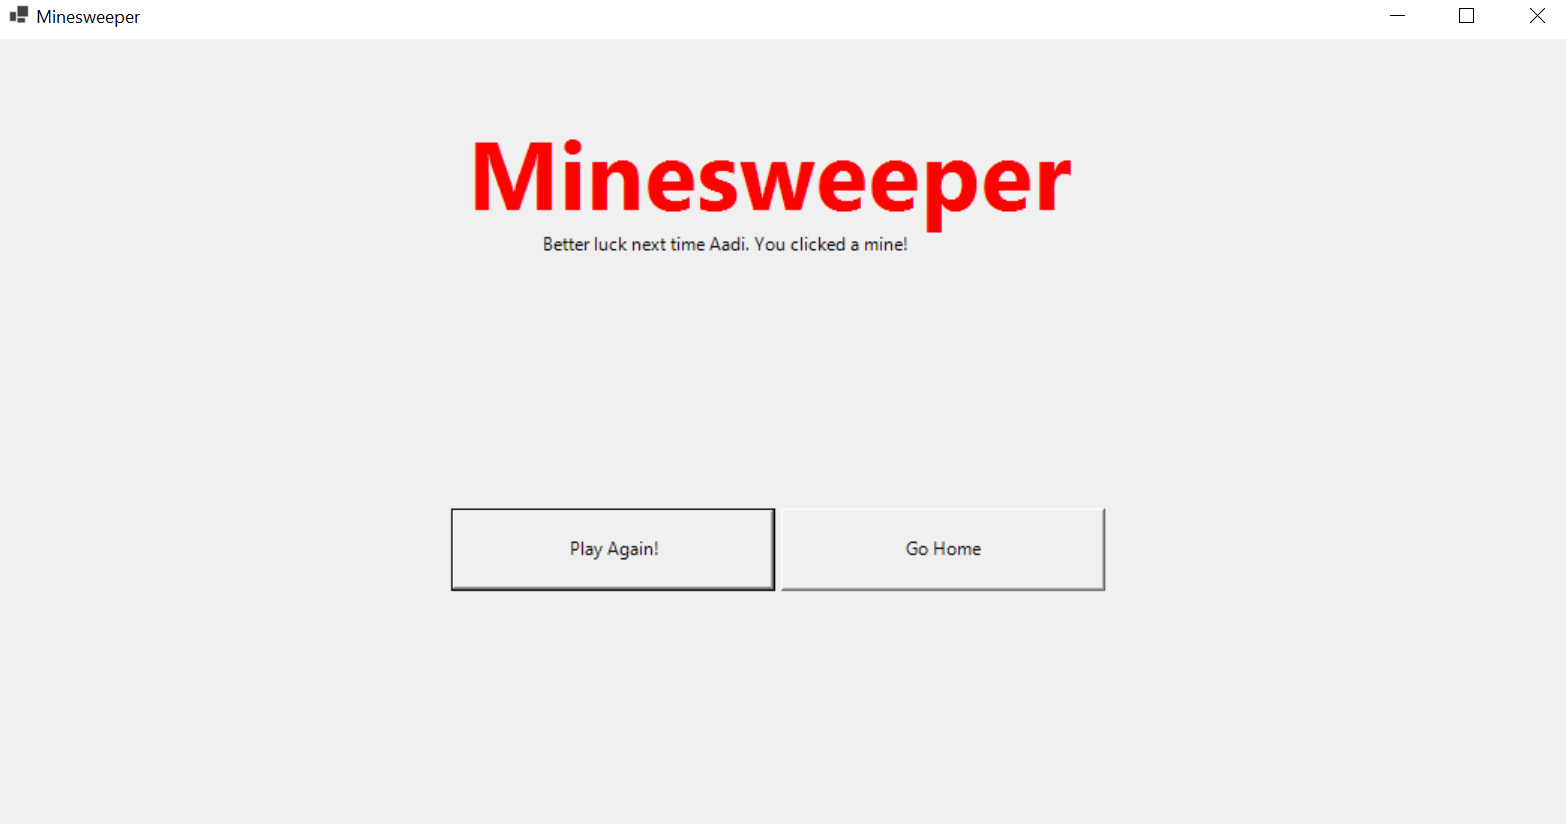 Minesweeper
Minesweeper
Better luck next time Aadi. You clicked a mine!
Play Again!
Go Home